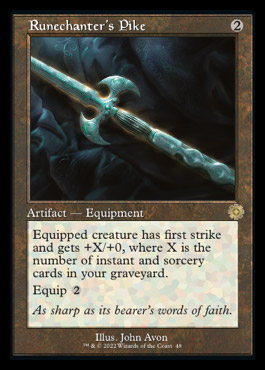 Runechanter's Pike 2
Artifact — Equipment
Equipped creature has first strike
and gets +X/+0, where X is the
number of instant and sorcery
cards in your graveyard.
Equip 2
As sharp as its bearer's words of faith.
Illus. John Avon
™ & © 2022 Wizards of the Coast 48